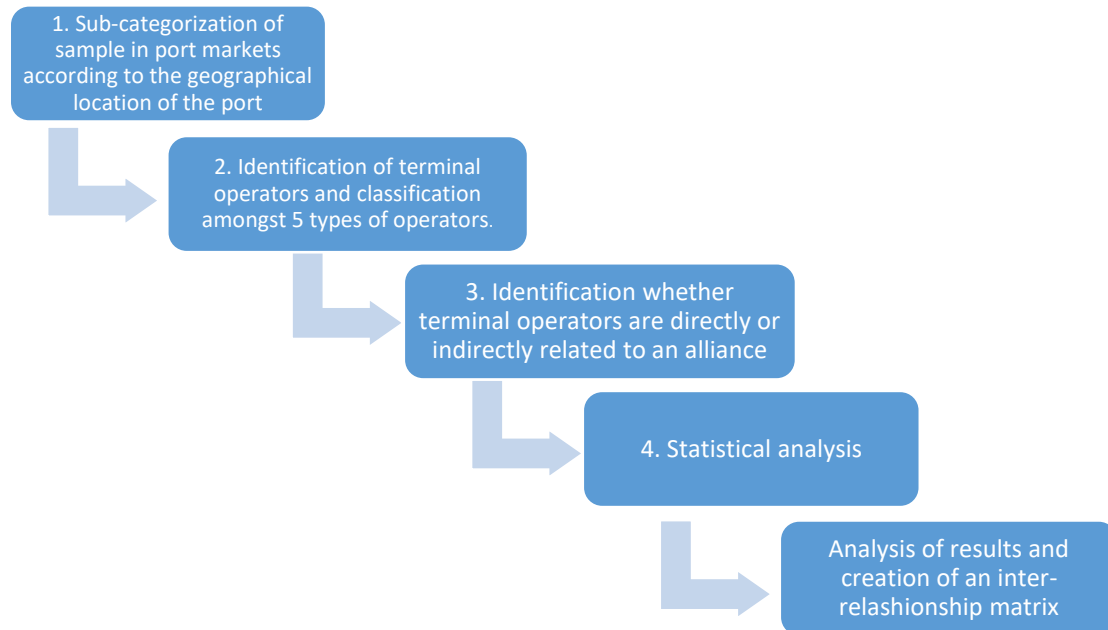 1. Sub-categorization of
sample in port markets
according to the geographical
location of the port
2. Identification of terminal
operators and classification
amongst 5 types of operators.
3. Identification whether
terminal operators are directly or
indirectly related to an alliance
4. Statistical analysis
Analysis of results and
creation of an inter-
relashionship matrix